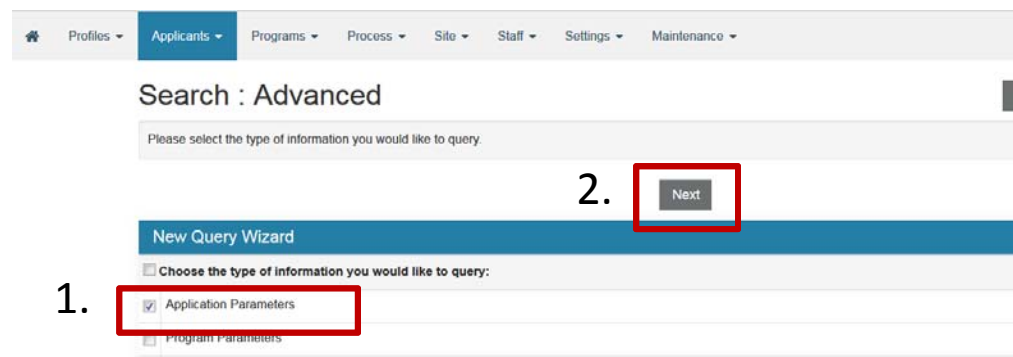 Profiles Applicants Programs Process Site Staff Settings Maintenance
Search : Advanced
Please select the type of information you would like to query.
2. Next
New Query Wizard
Choose the type of information you would like to query:
1. Application Parameters
Program Parameters